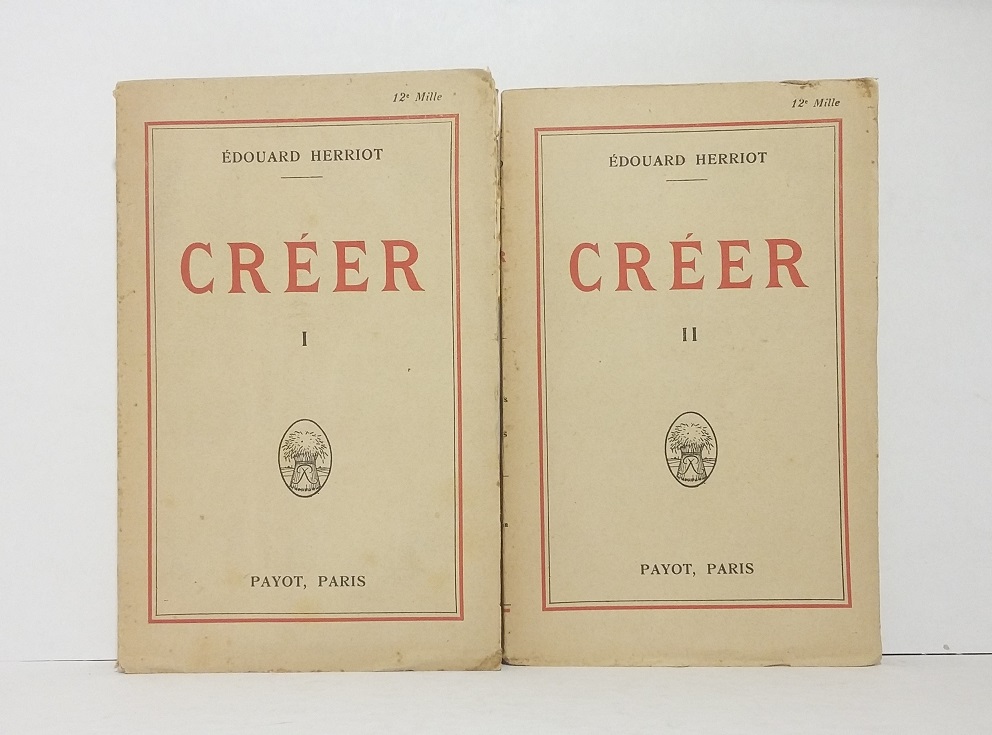 12e Mille
ÉDOUARD HERRIOT
CRÉER
I
PAYOT, PARIS
12e Mille
ÉDOUARD HERRIOT
CRÉER
II
PAYOT, PARIS